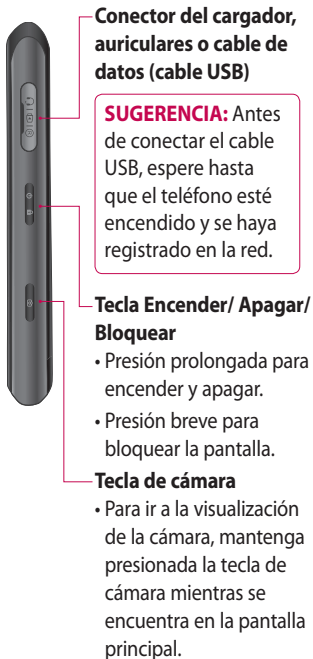 Conector del cargador,
auriculares o cable de
datos (cable USB)
SUGERENCIA: Antes
de conectar el cable
USB, espere hasta
que el teléfono esté
encendido y se haya
registrado en la red.
Tecla Encender/ Apagar/
Bloquear
• Presión prolongada para
encender y apagar.
• Presión breve para
bloquear la pantalla.
Tecla de cámara
• Para ir a la visualización
de la cámara, mantenga
presionada la tecla de
cámara mientras se
encuentra en la pantalla
principal.